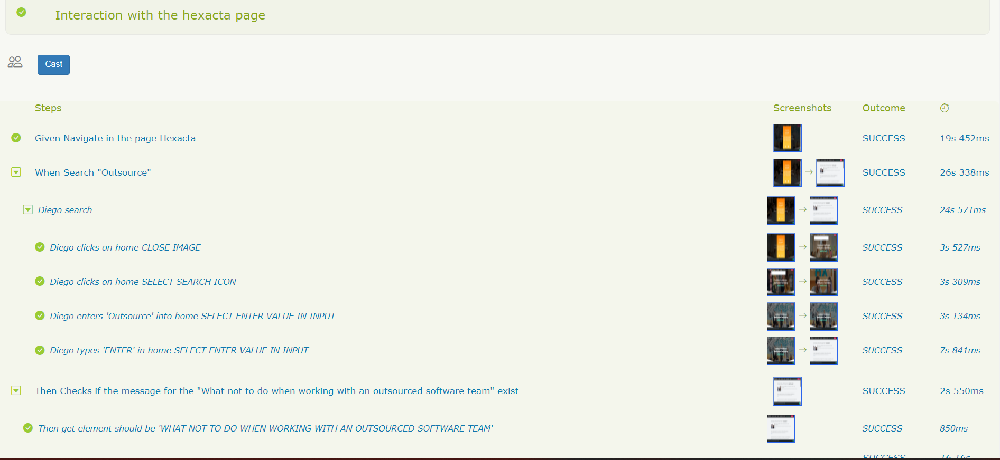 Interaction with the hexacta page
Cast
Steps Screenshots Outcome
Given Navigate in the page Hexacta SUCCESS 19s 452ms
When Search "Outsource" SUCCESS 26s 338ms
Diego search SUCCESS 24s 571ms
Diego clicks on home CLOSE IMAGE SUCCESS 3s 527ms
Diego clicks on home SELECT SEARCH ICON SUCCESS 3s 309ms
Diego enters 'Outsource' into home SELECT ENTER VALUE IN INPUT SUCCESS 3s 134ms
Diego types 'ENTER' in home SELECT ENTER VALUE IN INPUT SUCCESS 7s 841ms
Then Checks if the message for the "What not to do when working with an outsourced software team" exist SUCCESS 2s 550ms
Then get element should be 'WHAT NOT TO DO WHEN WORKING WITH AN OUTSOURCED SOFTWARE TEAM' SUCCESS 850ms
SUCCESS